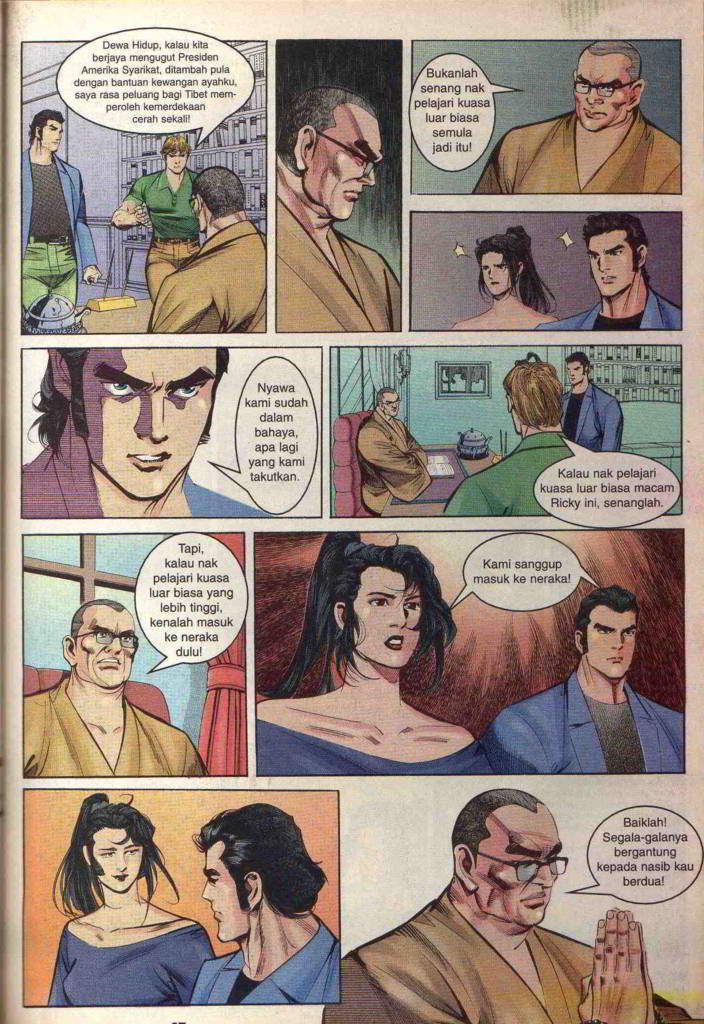 Dewa Hidup, kalau kita
berjaya mengugut Presiden
Amerika Syarikat, ditambah pula
dengan bantuan kewangan ayahku,
saya rasa peluang bagi Tibet mem-
peroleh kemerdekaan
cerah sekali!
Bukanlah
senang nak
pelajari kuasa
luar biasa
semula
jadi itu!
Nyawa
kami sudah
dalam
bahaya,
apa lagi
yang kami
takutkan.
Kalau nak pelajari
kuasa luar biasa macam
Ricky ini, senanglah.
Tapi,
kalau nak
pelajari kuasa
luar biasa yang
lebih tinggi,
kenalah masuk
ke neraka
dulu!
Kami sanggup
masuk ke neraka!
Baiklah!
Segala-galanya
bergantung
kepada nasib kau
berdua!